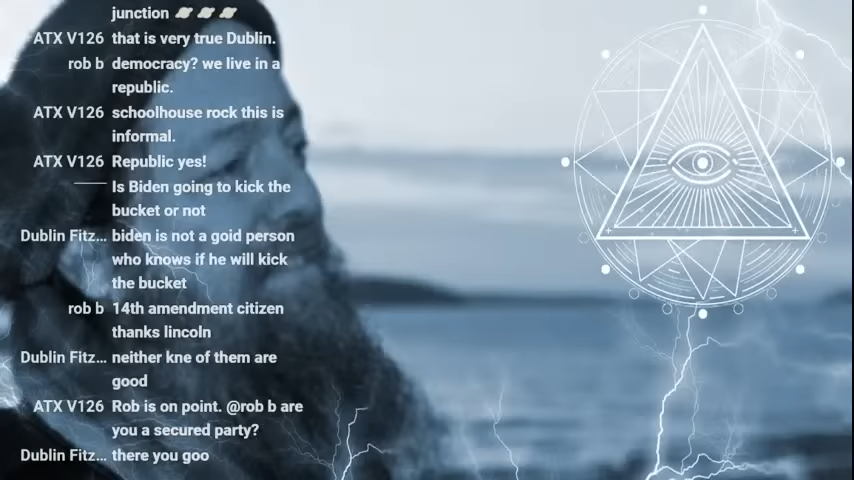 junction 🪐 🪐 🪐
ATX V126 that is very true Dublin.
rob b democracy? we live in a
republic.
ATX V126 schoolhouse rock this is
informal.
ATX V126 Republic yes!
Is Biden going to kick the
bucket or not
Dublin Fitz... biden is not a goid person
who knows if he will kick
the bucket
rob b 14th amendment citizen
thanks lincoln
Dublin Fitz... neither kne of them are
good
ATX V126 Rob is on point. @rob b are
you a secured party?
Dublin Fitz... there you goo